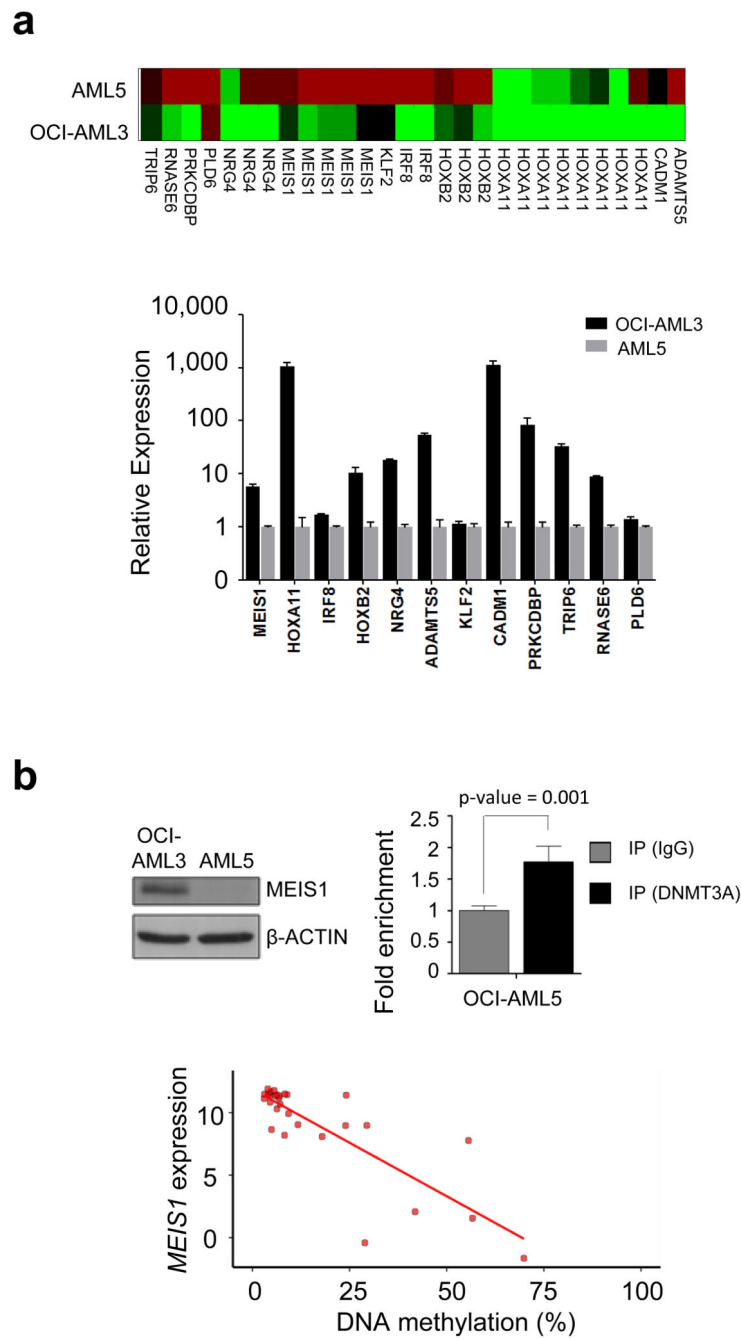 a
AML5
OCI-AML3
TRIP6
RNASE6
PRKCDBP
PLD6
NRG4
NRG4
NRG4
MEIS1
MEIS1
MEIS1
MEIS1
MEIS1
KLF2
IRF8
IRF8
HOXB2
HOXB2
HOXB2
HOXA11
HOXA11
HOXA11
HOXA11
HOXA11
HOXA11
HOXA11
CADM1
ADAMTS5
Relative Expression
10,000
1,000
100
10
1
0
OCI-AML3
AML5
MEIS1
HOXA11
IRF8
HOXB2
NRG4
ADAMTS5
KLF2
CADM1
PRKCDBP
TRIP6
RNASE6
PLD6
b
OCI-
AML3 AML5
MEIS1
β-ACTIN
p-value = 0.001
Fold enrichment
2.5
2
1.5
1
0.5
0
IP (IgG)
IP (DNMT3A)
OCI-AML5
MEIS1 expression
10
5
0
0 25 50 75 100
DNA methylation (%)